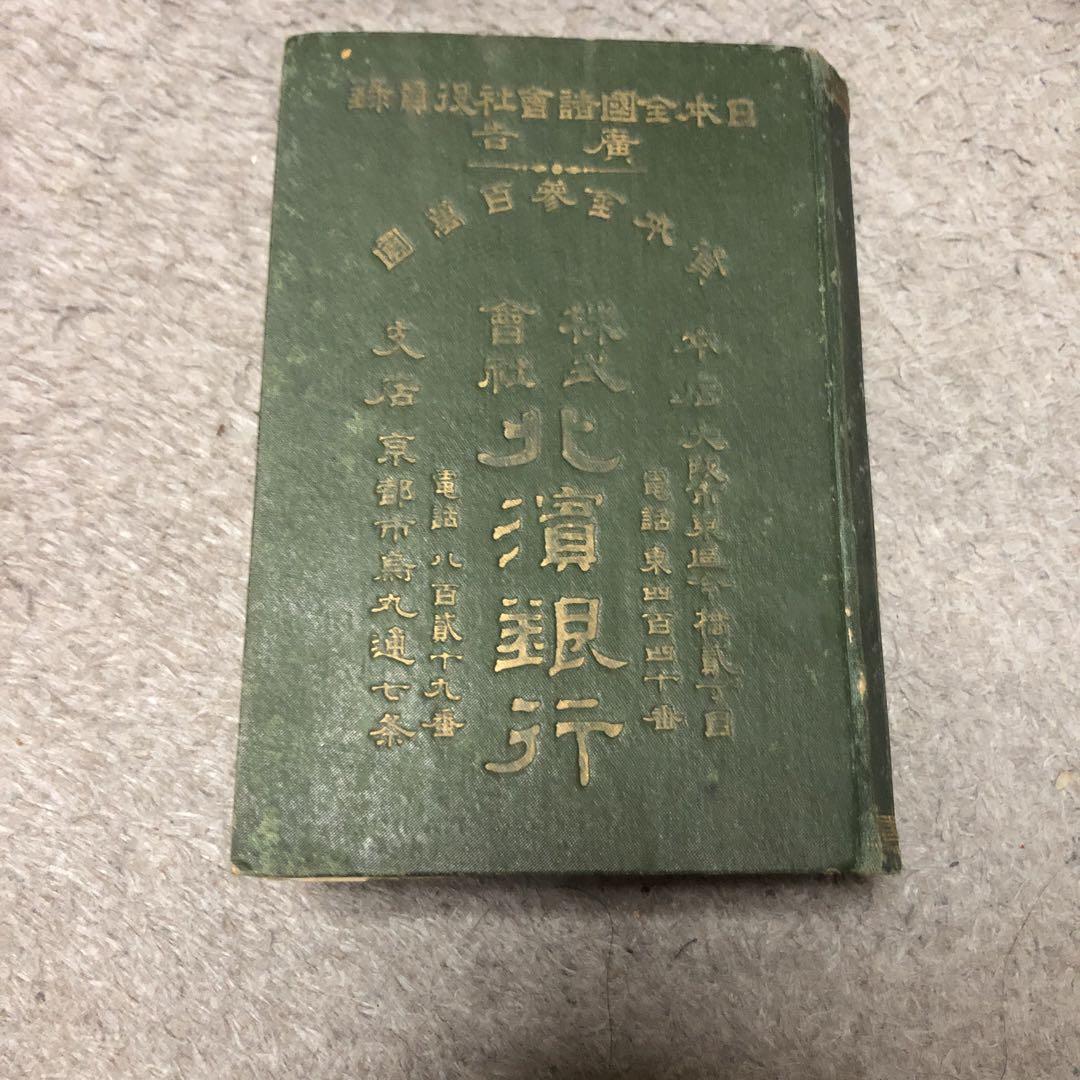 日本全國諸會社役員錄
廣告
資本金參百萬圓
本店 大阪市東區今橋貳丁目
電話東四百四十番
株式會社 北濱銀行
電話八百貳十九番
支店 京都市烏丸通七条